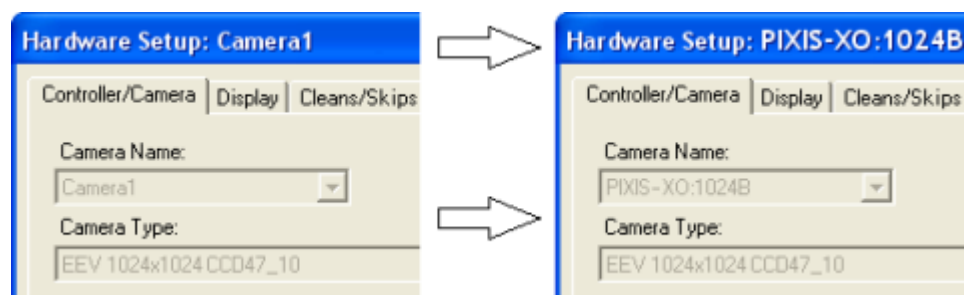 Hardware Setup: Camera1
Controller/Camera Display Cleans/Skips
Camera Name:
Camera1
Camera Type:
EEV 1024x1024 CCD47_10
Hardware Setup: PIXIS-XO:1024B
Controller/Camera Display Cleans/Skips
Camera Name:
PIXIS-XO:1024B
Camera Type:
EEV 1024x1024 CCD47_10